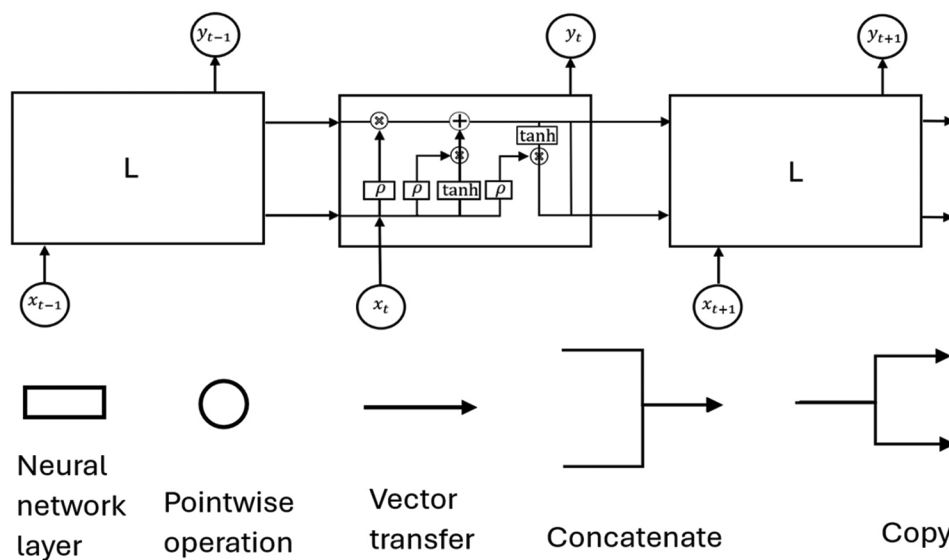 y_{t-1}
y_t
y_{t+1}
L
× + tanh
×
×
L
ρ ρ tanh ρ
x_{t-1}
x_t
x_{t+1}
Neural
network
layer
Pointwise
operation
Vector
transfer
Concatenate
Copy